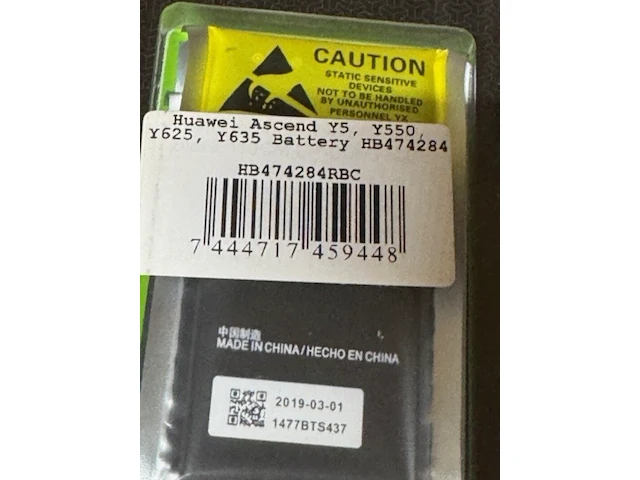 CAUTION
STATIC SENSITIVE
DEVICES
NOT TO BE HANDLED
BY UNAUTHORISED
PERSONNEL YX
Huawei Ascend Y5, Y550,
Y625, Y635 Battery HB474284
HB474284RBC
7 444717 459448
中国制造
MADE IN CHINA/HECHO EN CHINA
2019-03-01
1477BTS437